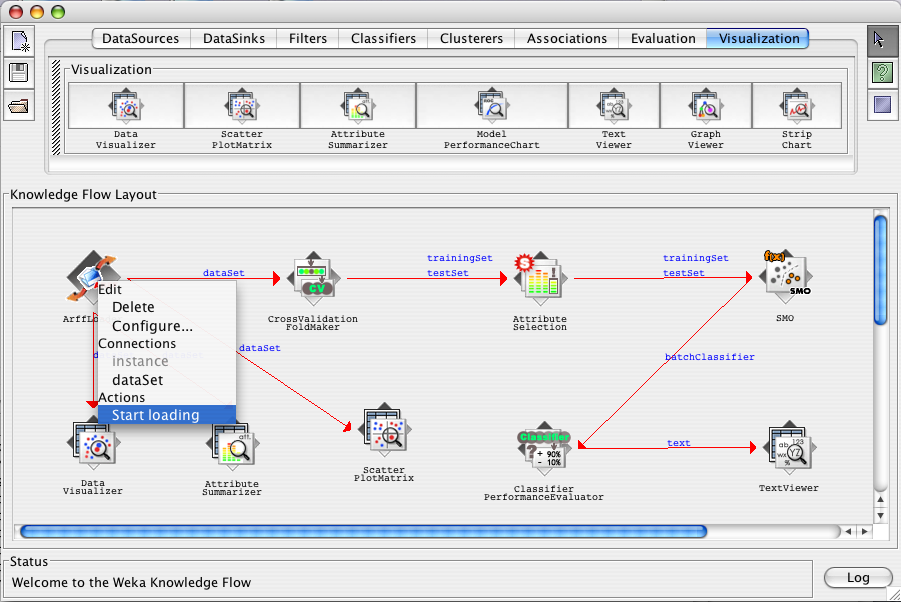 DataSources DataSinks Filters Classifiers Clusterers Associations Evaluation Visualization
Visualization
Data Visualizer
Scatter PlotMatrix
Attribute Summarizer
Model PerformanceChart
Text Viewer
Graph Viewer
Strip Chart
Knowledge Flow Layout
dataSet
trainingSet
testSet
trainingSet
testSet
CrossValidation
FoldMaker
Attribute
Selection
f(x)
SMO
SMO
Edit
Delete
Configure...
Connections
instance
dataSet
Actions
Start loading
dataSet
batchClassifier
text
Data
Visualizer
Attribute
Summarizer
Scatter
PlotMatrix
Classifier
PerformanceEvaluator
TextViewer
Status
Welcome to the Weka Knowledge Flow
Log